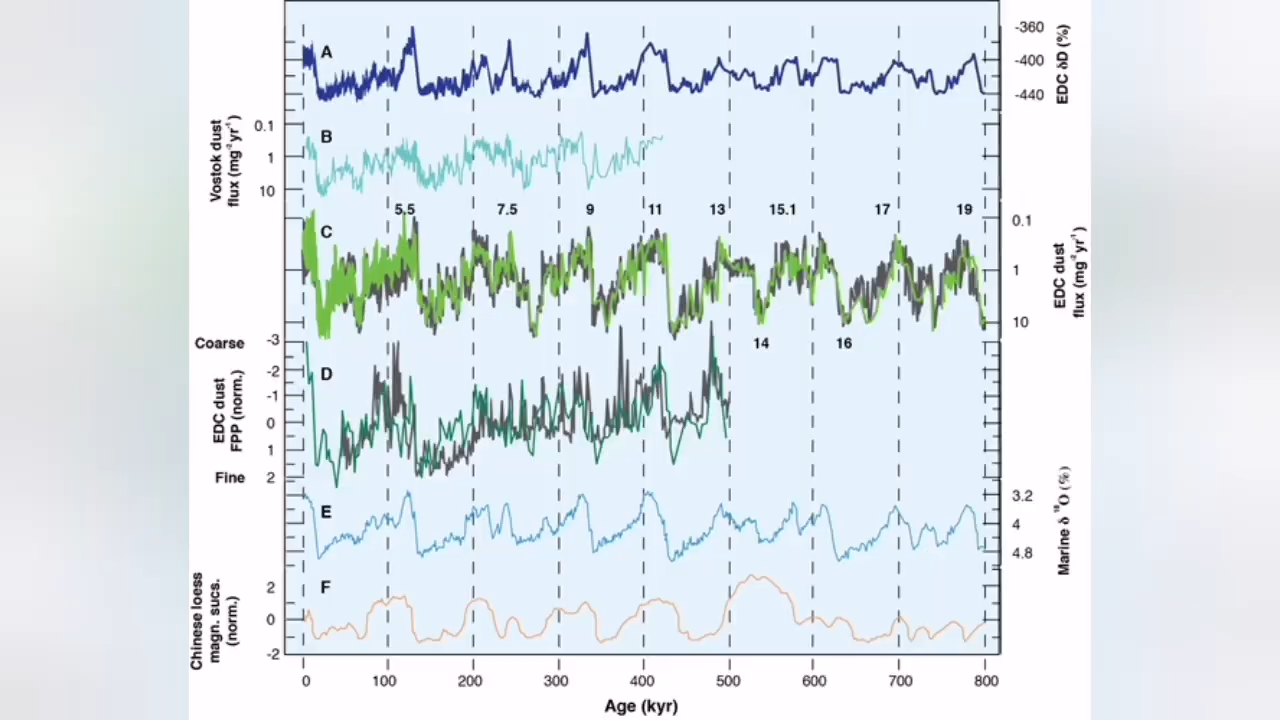 A
-360
-400
-440
EDC δD (%)
B
0.1
1
10
Vostok dust
flux (mg⁻² yr⁻¹)
5.5 7.5 9 11 13 15.1 17 19
C
0.1
1
10
EDC dust
flux (mg⁻² yr⁻¹)
14 16
Coarse
-3
-2
-1
0
1
2
Fine
D
EDC dust
FPP (norm.)
E
3.2
4
4.8
Marine δ ¹⁸O (%)
F
2
0
-2
Chinese loess
magn. sucs.
(norm.)
0 100 200 300 400 500 600 700 800
Age (kyr)